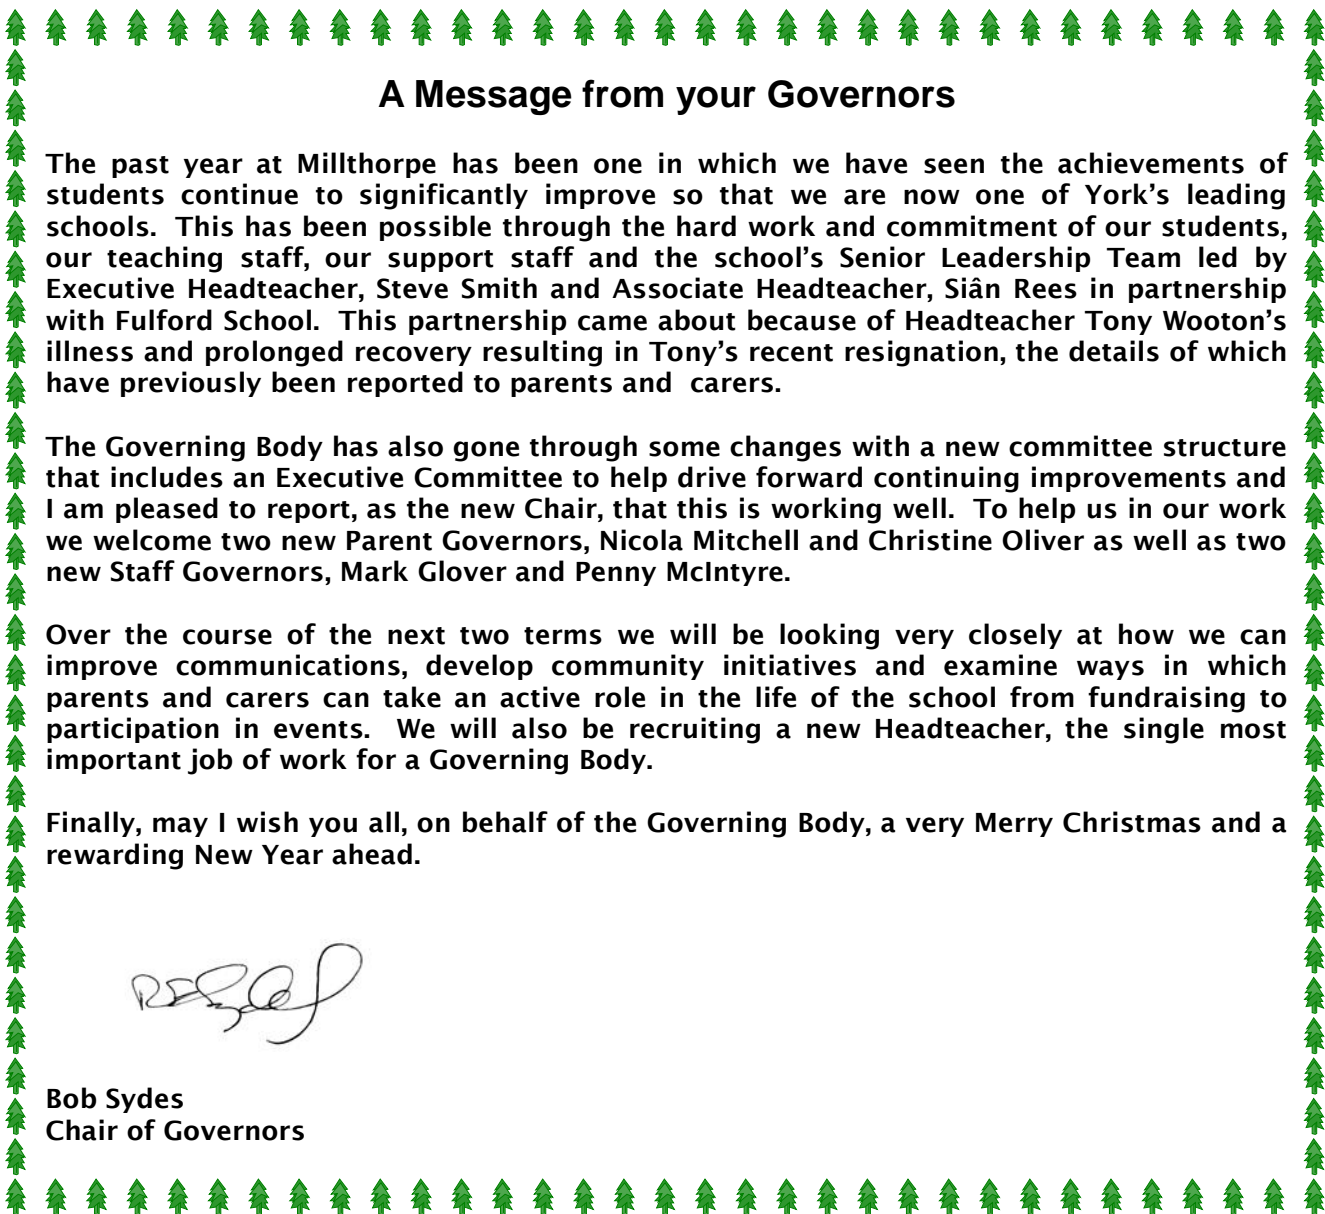 A Message from your Governors
The past year at Millthorpe has been one in which we have seen the achievements of
students continue to significantly improve so that we are now one of York's leading
schools.  This has been possible through the hard work and commitment of our students,
our teaching staff, our support staff and the school's Senior Leadership Team led by
Executive Headteacher, Steve Smith and Associate Headteacher, Siân Rees in partnership
with Fulford School.  This partnership came about because of Headteacher Tony Wooton's
illness and prolonged recovery resulting in Tony's recent resignation, the details of which
have previously been reported to parents and  carers.
The Governing Body has also gone through some changes with a new committee structure
that includes an Executive Committee to help drive forward continuing improvements and
I am pleased to report, as the new Chair, that this is working well.  To help us in our work
we welcome two new Parent Governors, Nicola Mitchell and Christine Oliver as well as two
new Staff Governors, Mark Glover and Penny McIntyre.
Over the course of the next two terms we will be looking very closely at how we can
improve communications, develop community initiatives and examine ways in which
parents and carers can take an active role in the life of the school from fundraising to
participation in events.  We will also be recruiting a new Headteacher, the single most
important job of work for a Governing Body.
Finally, may I wish you all, on behalf of the Governing Body, a very Merry Christmas and a
rewarding New Year ahead.
Bob Sydes
Chair of Governors